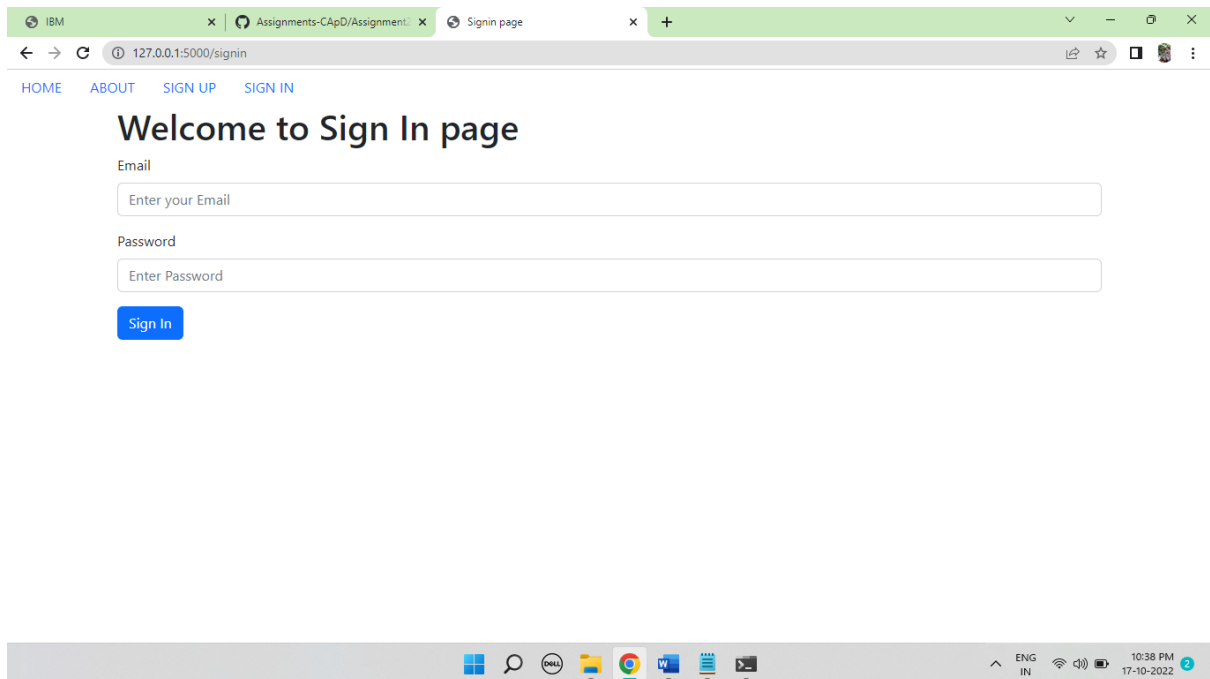 IBM
Assignments-CApD/Assignment2
Signin page
127.0.0.1:5000/signin
HOME ABOUT SIGN UP SIGN IN
Welcome to Sign In page
Email
Enter your Email
Password
Enter Password
Sign In
DELL
W
ENG
IN
10:38 PM
17-10-2022
2